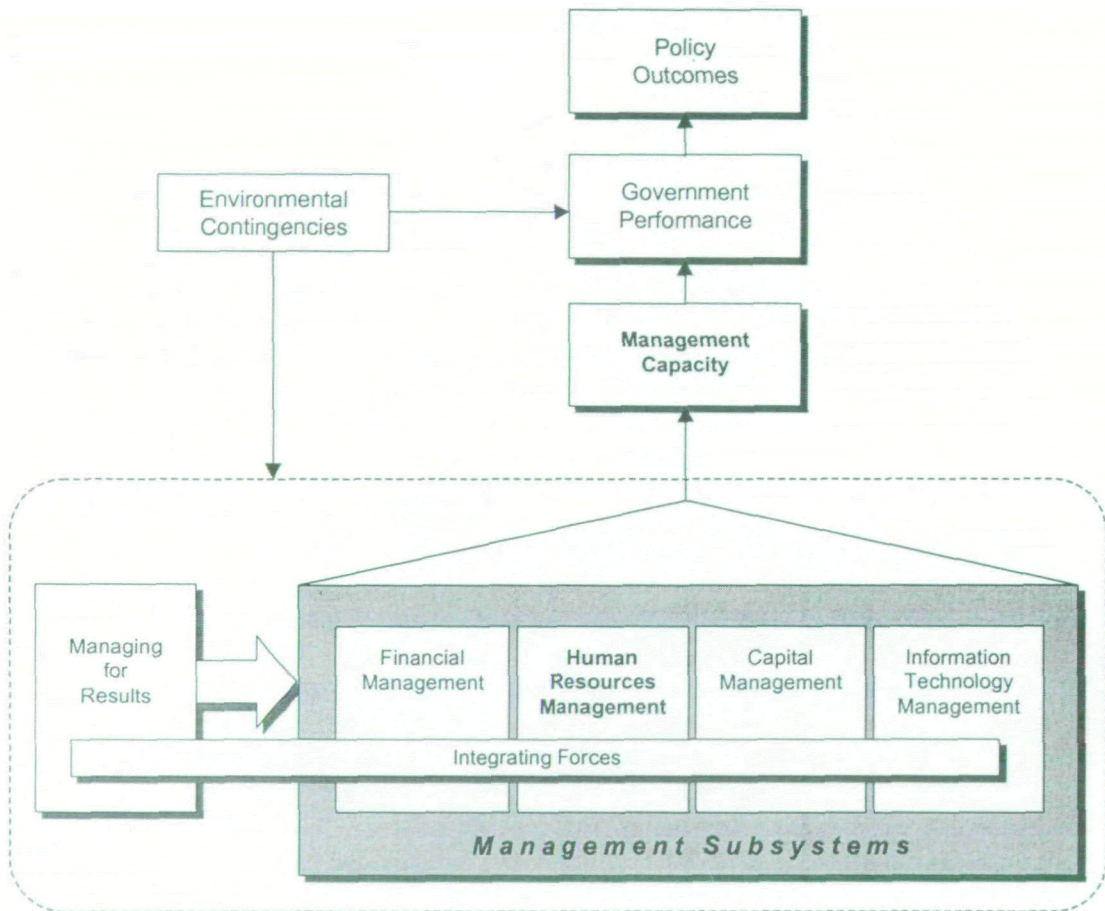 Policy
Outcomes
Environmental
Contingencies
Government
Performance
Management
Capacity
Managing
for
Results
Financial
Management
Human
Resources
Management
Capital
Management
Information
Technology
Management
Integrating Forces
Management Subsystems